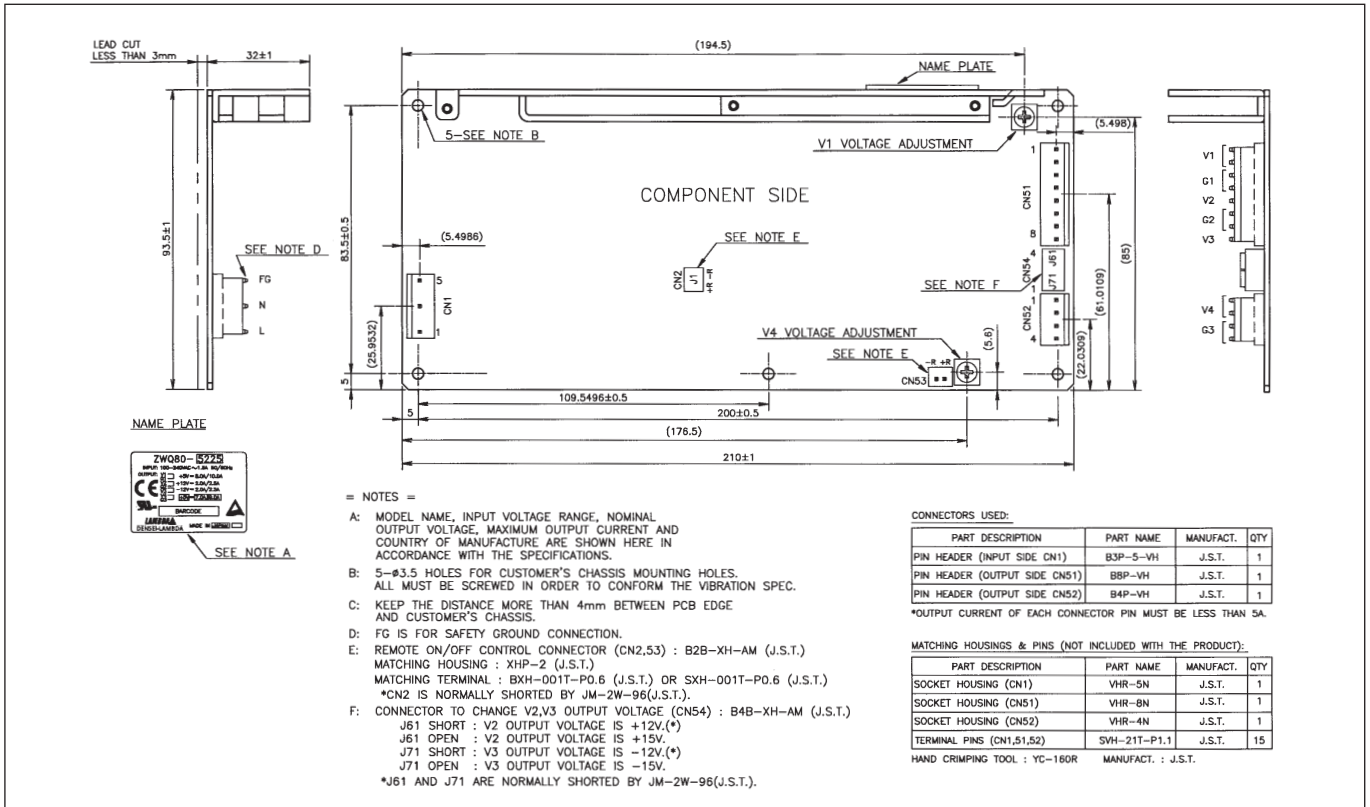 LEAD CUT
LESS THAN 3mm
32±1
(194.5)
NAME PLATE
5-SEE NOTE B
V1 VOLTAGE ADJUSTMENT
(5.498)
COMPONENT SIDE
93.5±1
83.5±0.5
(5.4986)
SEE NOTE D
FG
N
L
5
CN1
1
(25.9532)
5
SEE NOTE E
CN2
J1
+R -R
1
CN51
8
4
CN54
J61
J71
1
SEE NOTE F
1
CN52
4
(61.0109)
(85)
(22.0309)
V4 VOLTAGE ADJUSTMENT
(5.6)
SEE NOTE E
-R +R
CN53
V1
G1
V2
G2
V3
V4
G3
109.5496±0.5
5
200±0.5
(176.5)
210±1
NAME PLATE
ZWQ80-5225
BARCODE
LAMBDA
DENSEI-LAMBDA
MADE IN
SEE NOTE A
= NOTES =
A: MODEL NAME, INPUT VOLTAGE RANGE, NOMINAL
OUTPUT VOLTAGE, MAXIMUM OUTPUT CURRENT AND
COUNTRY OF MANUFACTURE ARE SHOWN HERE IN
ACCORDANCE WITH THE SPECIFICATIONS.
B: 5-ø3.5 HOLES FOR CUSTOMER'S CHASSIS MOUNTING HOLES.
ALL MUST BE SCREWED IN ORDER TO CONFORM THE VIBRATION SPEC.
C: KEEP THE DISTANCE MORE THAN 4mm BETWEEN PCB EDGE
AND CUSTOMER'S CHASSIS.
D: FG IS FOR SAFETY GROUND CONNECTION.
E: REMOTE ON/OFF CONTROL CONNECTOR (CN2,53) : B2B-XH-AM (J.S.T.)
MATCHING HOUSING : XHP-2 (J.S.T.)
MATCHING TERMINAL : BXH-001T-P0.6 (J.S.T.) OR SXH-001T-P0.6 (J.S.T.)
*CN2 IS NORMALLY SHORTED BY JM-2W-96(J.S.T.).
F: CONNECTOR TO CHANGE V2,V3 OUTPUT VOLTAGE (CN54) : B4B-XH-AM (J.S.T.)
J61 SHORT : V2 OUTPUT VOLTAGE IS +12V.(*)
J61 OPEN : V2 OUTPUT VOLTAGE IS +15V.
J71 SHORT : V3 OUTPUT VOLTAGE IS -12V.(*)
J71 OPEN : V3 OUTPUT VOLTAGE IS -15V.
*J61 AND J71 ARE NORMALLY SHORTED BY JM-2W-96(J.S.T.).
CONNECTORS USED:
PART DESCRIPTION PART NAME MANUFACT. QTY
PIN HEADER (INPUT SIDE CN1) B3P-5-VH J.S.T. 1
PIN HEADER (OUTPUT SIDE CN51) B8P-VH J.S.T. 1
PIN HEADER (OUTPUT SIDE CN52) B4P-VH J.S.T. 1
*OUTPUT CURRENT OF EACH CONNECTOR PIN MUST BE LESS THAN 5A.
MATCHING HOUSINGS & PINS (NOT INCLUDED WITH THE PRODUCT):
PART DESCRIPTION PART NAME MANUFACT. QTY
SOCKET HOUSING (CN1) VHR-5N J.S.T. 1
SOCKET HOUSING (CN51) VHR-8N J.S.T. 1
SOCKET HOUSING (CN52) VHR-4N J.S.T. 1
TERMINAL PINS (CN1,51,52) SVH-21T-P1.1 J.S.T. 15
HAND CRIMPING TOOL : YC-160R MANUFACT. : J.S.T.